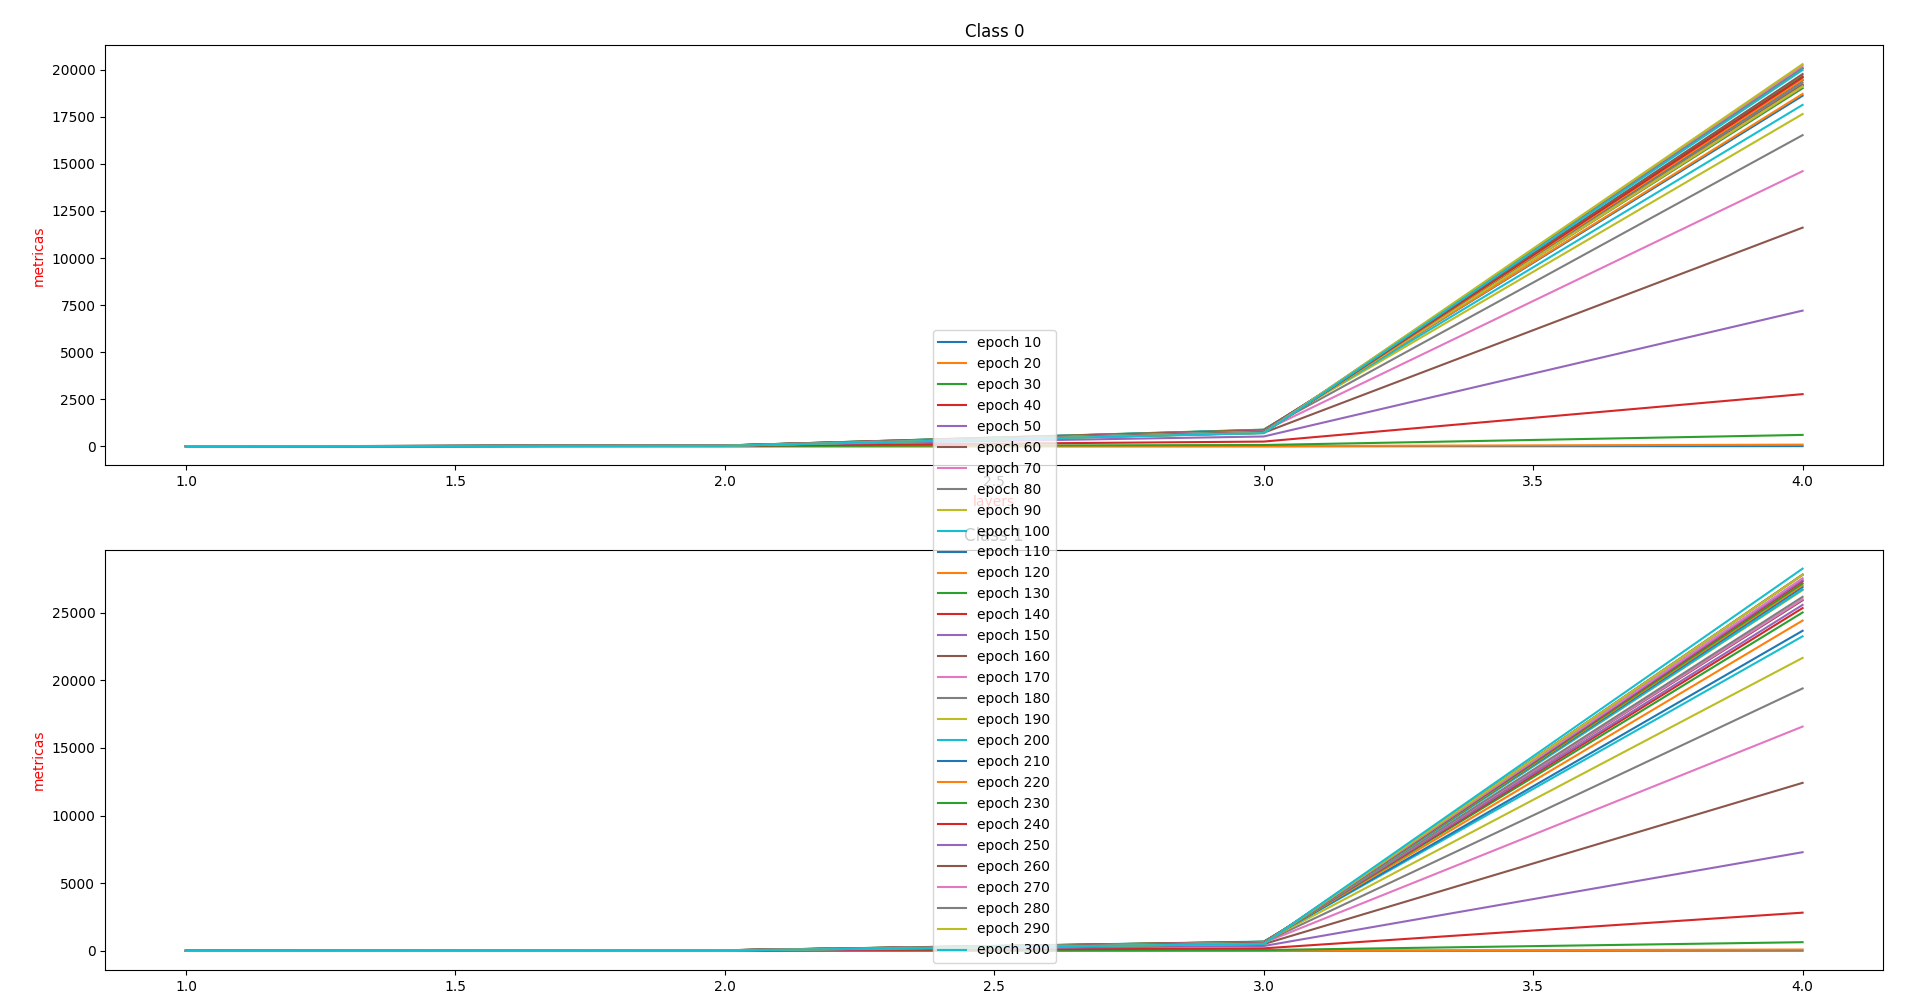 Class 0
20000
17500
15000
12500
10000
7500
5000
2500
0
metricas
1.0
1.5
2.0
2.5
3.0
3.5
4.0
layers
epoch 10
epoch 20
epoch 30
epoch 40
epoch 50
epoch 60
epoch 70
epoch 80
epoch 90
epoch 100
epoch 110
epoch 120
epoch 130
epoch 140
epoch 150
epoch 160
epoch 170
epoch 180
epoch 190
epoch 200
epoch 210
epoch 220
epoch 230
epoch 240
epoch 250
epoch 260
epoch 270
epoch 280
epoch 290
epoch 300
Class 1
25000
20000
15000
10000
5000
0
metricas
1.0
1.5
2.0
2.5
3.0
3.5
4.0